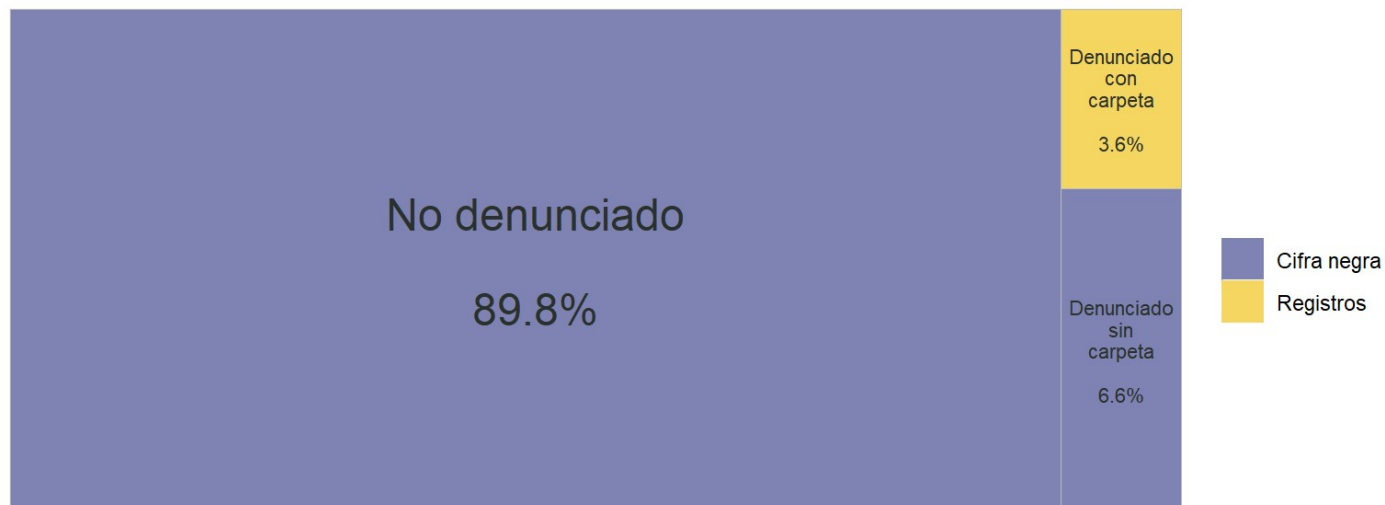 No denunciado
89.8%
Denunciado
con
carpeta
3.6%
Denunciado
sin
carpeta
6.6%
Cifra negra
Registros